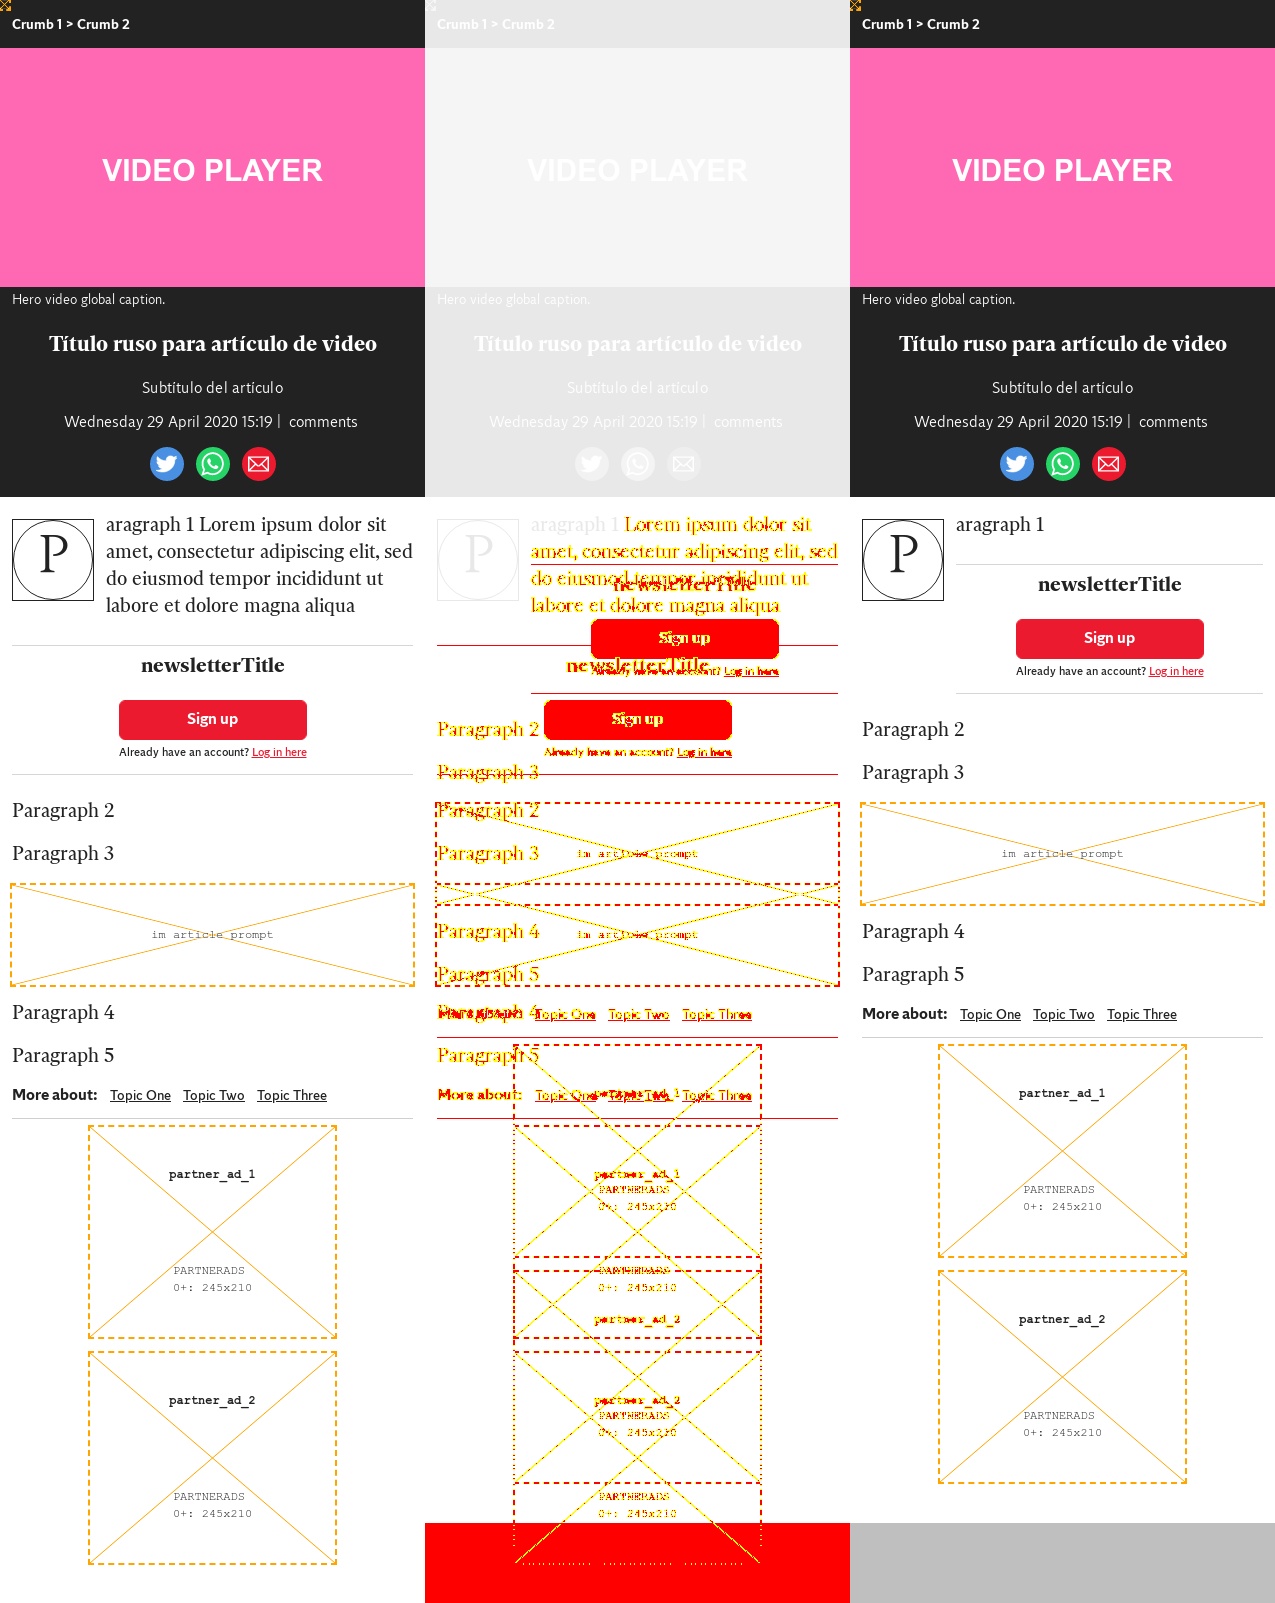 Crumb 1 > Crumb 2
VIDEO PLAYER
Hero video global caption.
Título ruso para artículo de video
Subtítulo del artículo
Wednesday 29 April 2020 15:19 | comments
P
aragraph 1 Lorem ipsum dolor sit
amet, consectetur adipiscing elit, sed
do eiusmod tempor incididunt ut
labore et dolore magna aliqua
newsletterTitle
Sign up
Already have an account? Log in here
Paragraph 2
Paragraph 3
im article prompt
Paragraph 4
Paragraph 5
More about: Topic One Topic Two Topic Three
partner_ad_1
PARTNERADS
0+: 245x210
partner_ad_2
PARTNERADS
0+: 245x210
Crumb 1 > Crumb 2
VIDEO PLAYER
Hero video global caption.
Título ruso para artículo de video
Subtítulo del artículo
Wednesday 29 April 2020 15:19 | comments
P
aragraph 1 Lorem ipsum dolor sit
amet, consectetur adipiscing elit, sed
do eiusmod tempor incididunt ut
newsletterTitle
labore et dolore magna aliqua
Sign up
newsletterTitle
Already have an account? Log in here
Sign up
Paragraph 2
Already have an account? Log in here
Paragraph 3
Paragraph 2
Paragraph 3
im article prompt
Paragraph 4
im article prompt
Paragraph 5
Paragraph 4
More about: Topic One Topic Two Topic Three
Paragraph 5
partner_ad_1
More about: Topic One Topic Two Topic Three
partner_ad_1
PARTNERADS
0+: 245x210
PARTNERADS
0+: 245x210
partner_ad_2
partner_ad_2
PARTNERADS
0+: 245x210
PARTNERADS
0+: 245x210
Crumb 1 > Crumb 2
VIDEO PLAYER
Hero video global caption.
Título ruso para artículo de video
Subtítulo del artículo
Wednesday 29 April 2020 15:19 | comments
P
aragraph 1
newsletterTitle
Sign up
Already have an account? Log in here
Paragraph 2
Paragraph 3
im article prompt
Paragraph 4
Paragraph 5
More about: Topic One Topic Two Topic Three
partner_ad_1
PARTNERADS
0+: 245x210
partner_ad_2
PARTNERADS
0+: 245x210